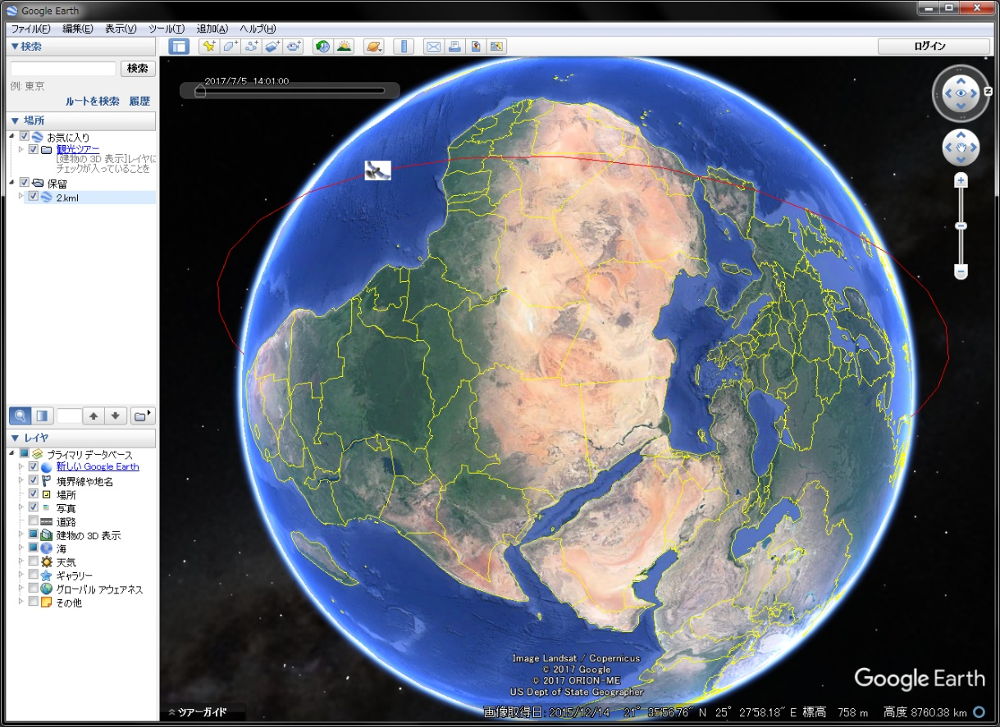 Google Earth
ファイル(F) 編集(E) 表示(V) ツール(T) 追加(A) ヘルプ(H)
▼検索
検索
例: 東京
ルートを検索 履歴
▼ 場所
お気に入り
観光ツアー
[建物の 3D 表示]レイヤに
チェックが入っていることを
保留
2.kml
▼ レイヤ
プライマリ データベース
新しい Google Earth
境界線や地名
場所
写真
道路
建物の 3D 表示
海
天気
ギャラリー
グローバル アウェアネス
その他
ログイン
2017/7/5 14:01:00
N
Image Landsat / Copernicus
© 2017 Google
© 2017 ORION-ME
US Dept of State Geographer
Google Earth
ツアーガイド
画像取得日: 2015/12/14 21° 35'56.76" N 25° 27'58.18" E 標高 758 m 高度 8760.38 km